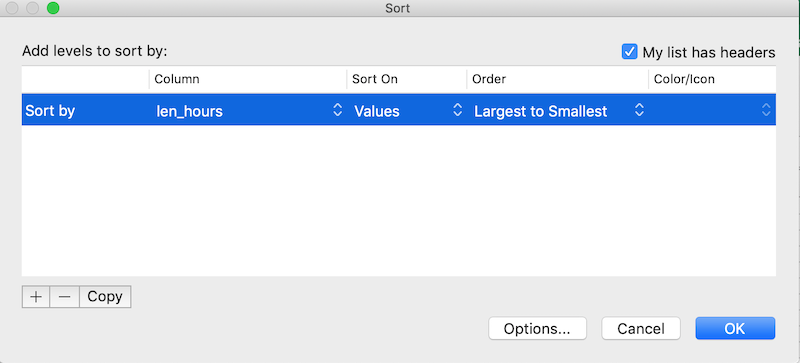 Sort
Add levels to sort by:
My list has headers
Column Sort On Order Color/Icon
Sort by len_hours Values Largest to Smallest
+ − Copy
Options... Cancel OK